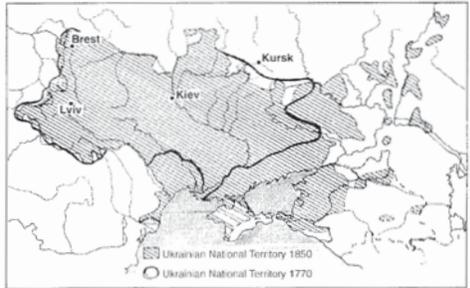 Brest
Kursk
Kiev
Lviv
Ukrainian National Territory 1850
Ukrainian National Territory 1770